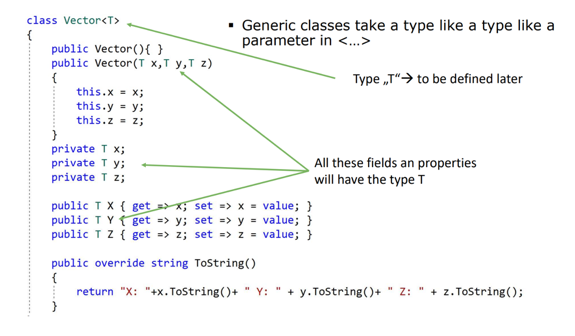 class Vector<T>
{
public Vector(){ }
public Vector(T x,T y,T z)
{
this.x = x;
this.y = y;
this.z = z;
}
private T x;
private T y;
private T z;
public T X { get => x; set => x = value; }
public T Y { get => y; set => y = value; }
public T Z { get => z; set => z = value; }
public override string ToString()
{
return "X: "+x.ToString()+ " Y: " + y.ToString()+ " Z: " + z.ToString();
}
▪ Generic classes take a type like a type like a
parameter in <…>
Type „T“→ to be defined later
All these fields an properties
will have the type T